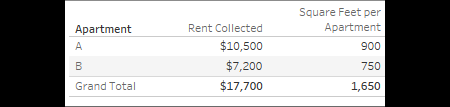 Square Feet per
Apartment Rent Collected Apartment
A $10,500 900
B $7,200 750
Grand Total $17,700 1,650